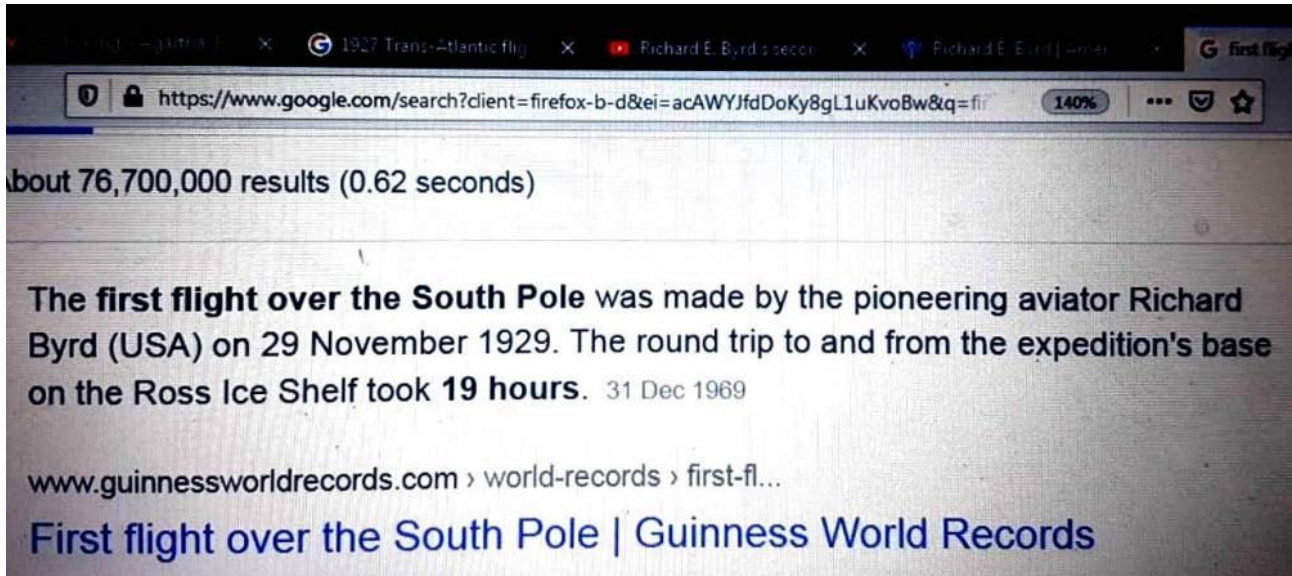 1927 Trans-Atlantic flig
Richard E. Byrd's secon
Richard E. Byrd | Amer
first flig
https://www.google.com/search?client=firefox-b-d&ei=acAWYJfdDoKy8gL1uKvoBw&q=fir
140%
bout 76,700,000 results (0.62 seconds)
The first flight over the South Pole was made by the pioneering aviator Richard
Byrd (USA) on 29 November 1929. The round trip to and from the expedition's base
on the Ross Ice Shelf took 19 hours. 31 Dec 1969
www.guinnessworldrecords.com › world-records › first-fl...
First flight over the South Pole | Guinness World Records